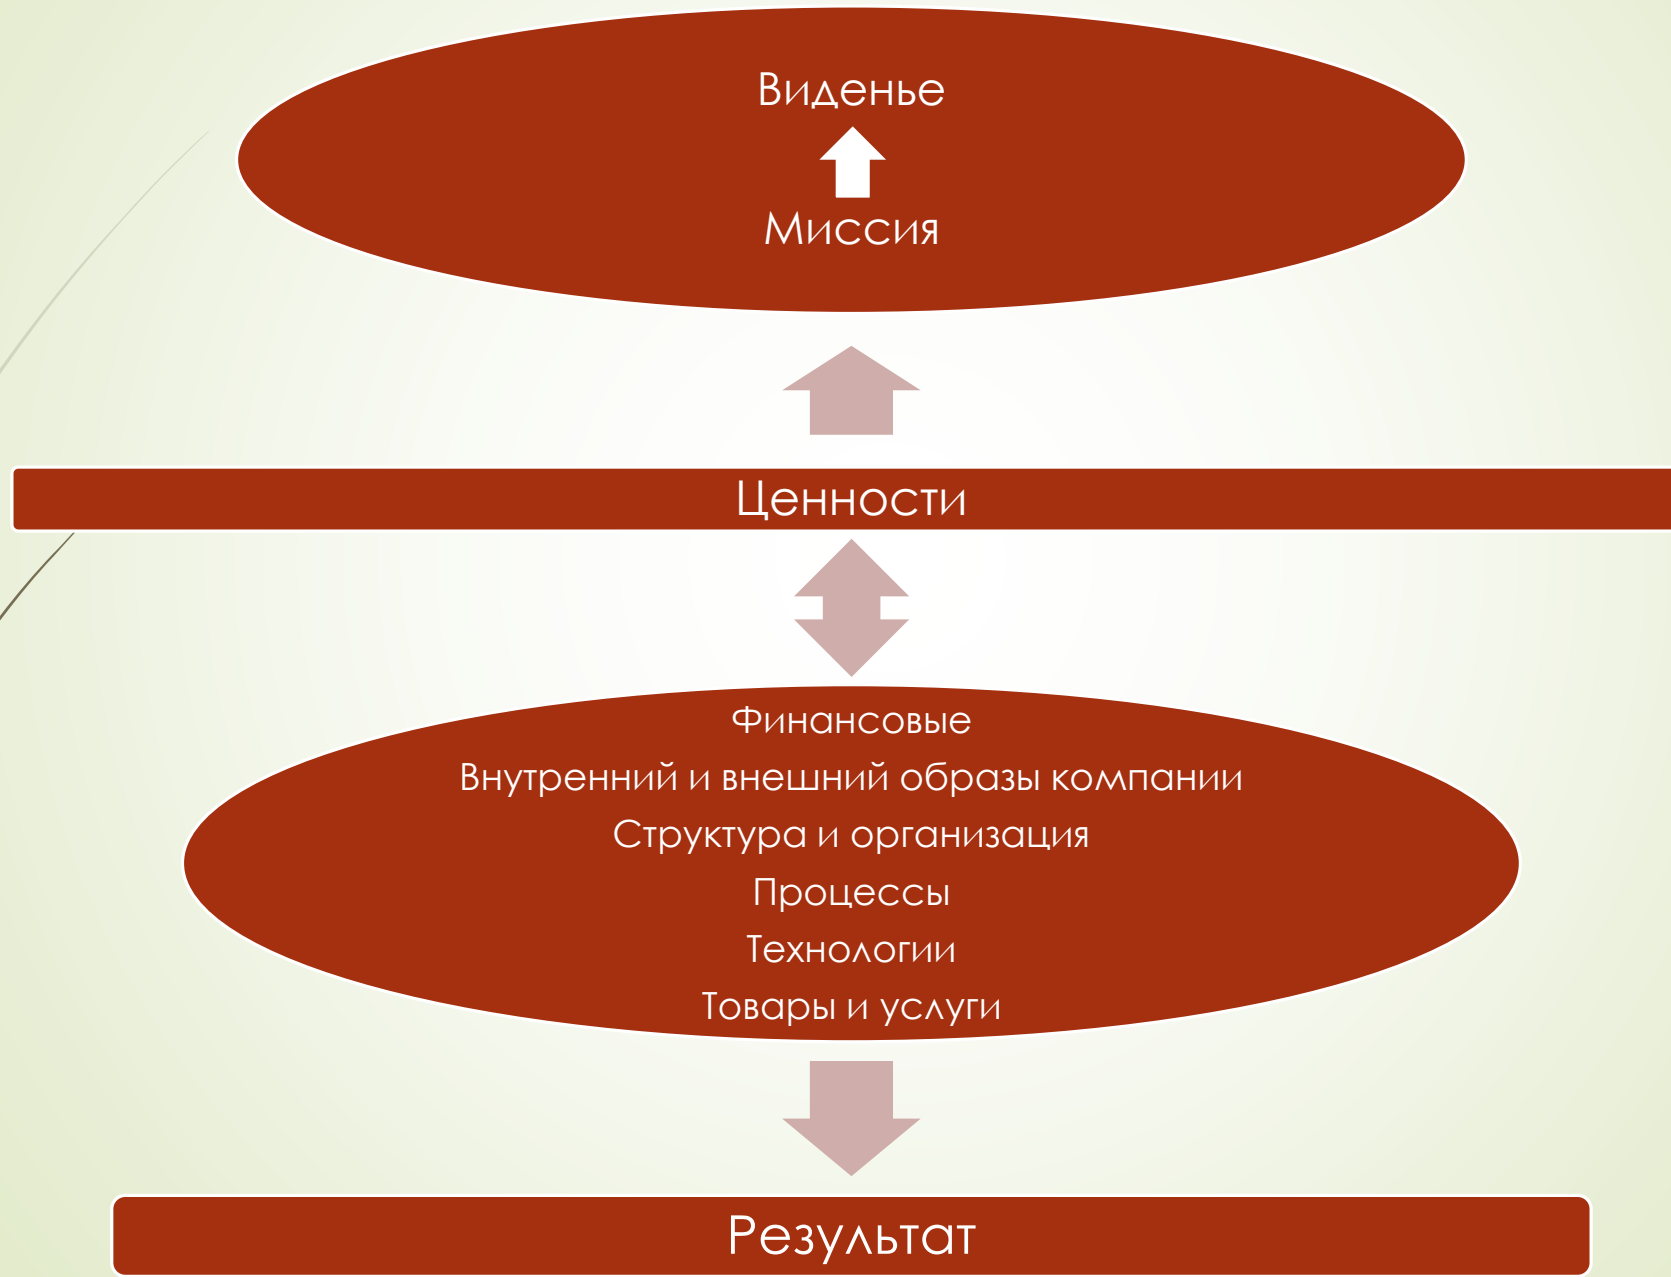 Виденье
Миссия
Ценности
Финансовые
Внутренний и внешний образы компании
Структура и организация
Процессы
Технологии
Товары и услуги
Результат